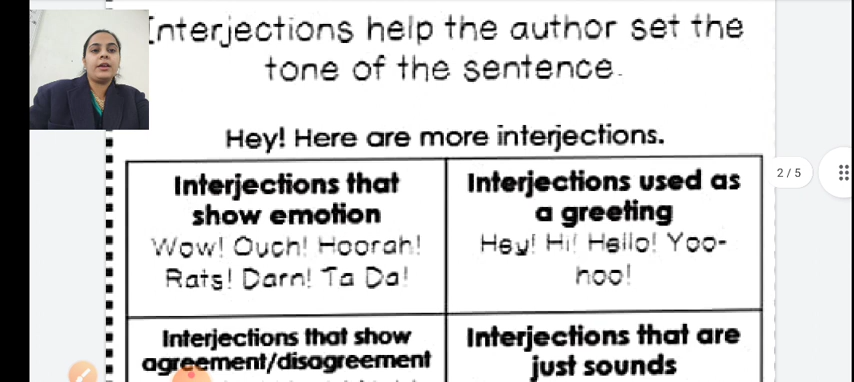 Interjections help the author set the
tone of the sentence.
Hey! Here are more interjections.
Interjections that
show emotion
Wow! Ouch! Hoorah!
Rats! Darn! Ta Da!
Interjections used as
a greeting
Hey! Hi! Hello! Yoo-
hoo!
2 / 5
Interjections that show
agreement/disagreement
Interjections that are
just sounds